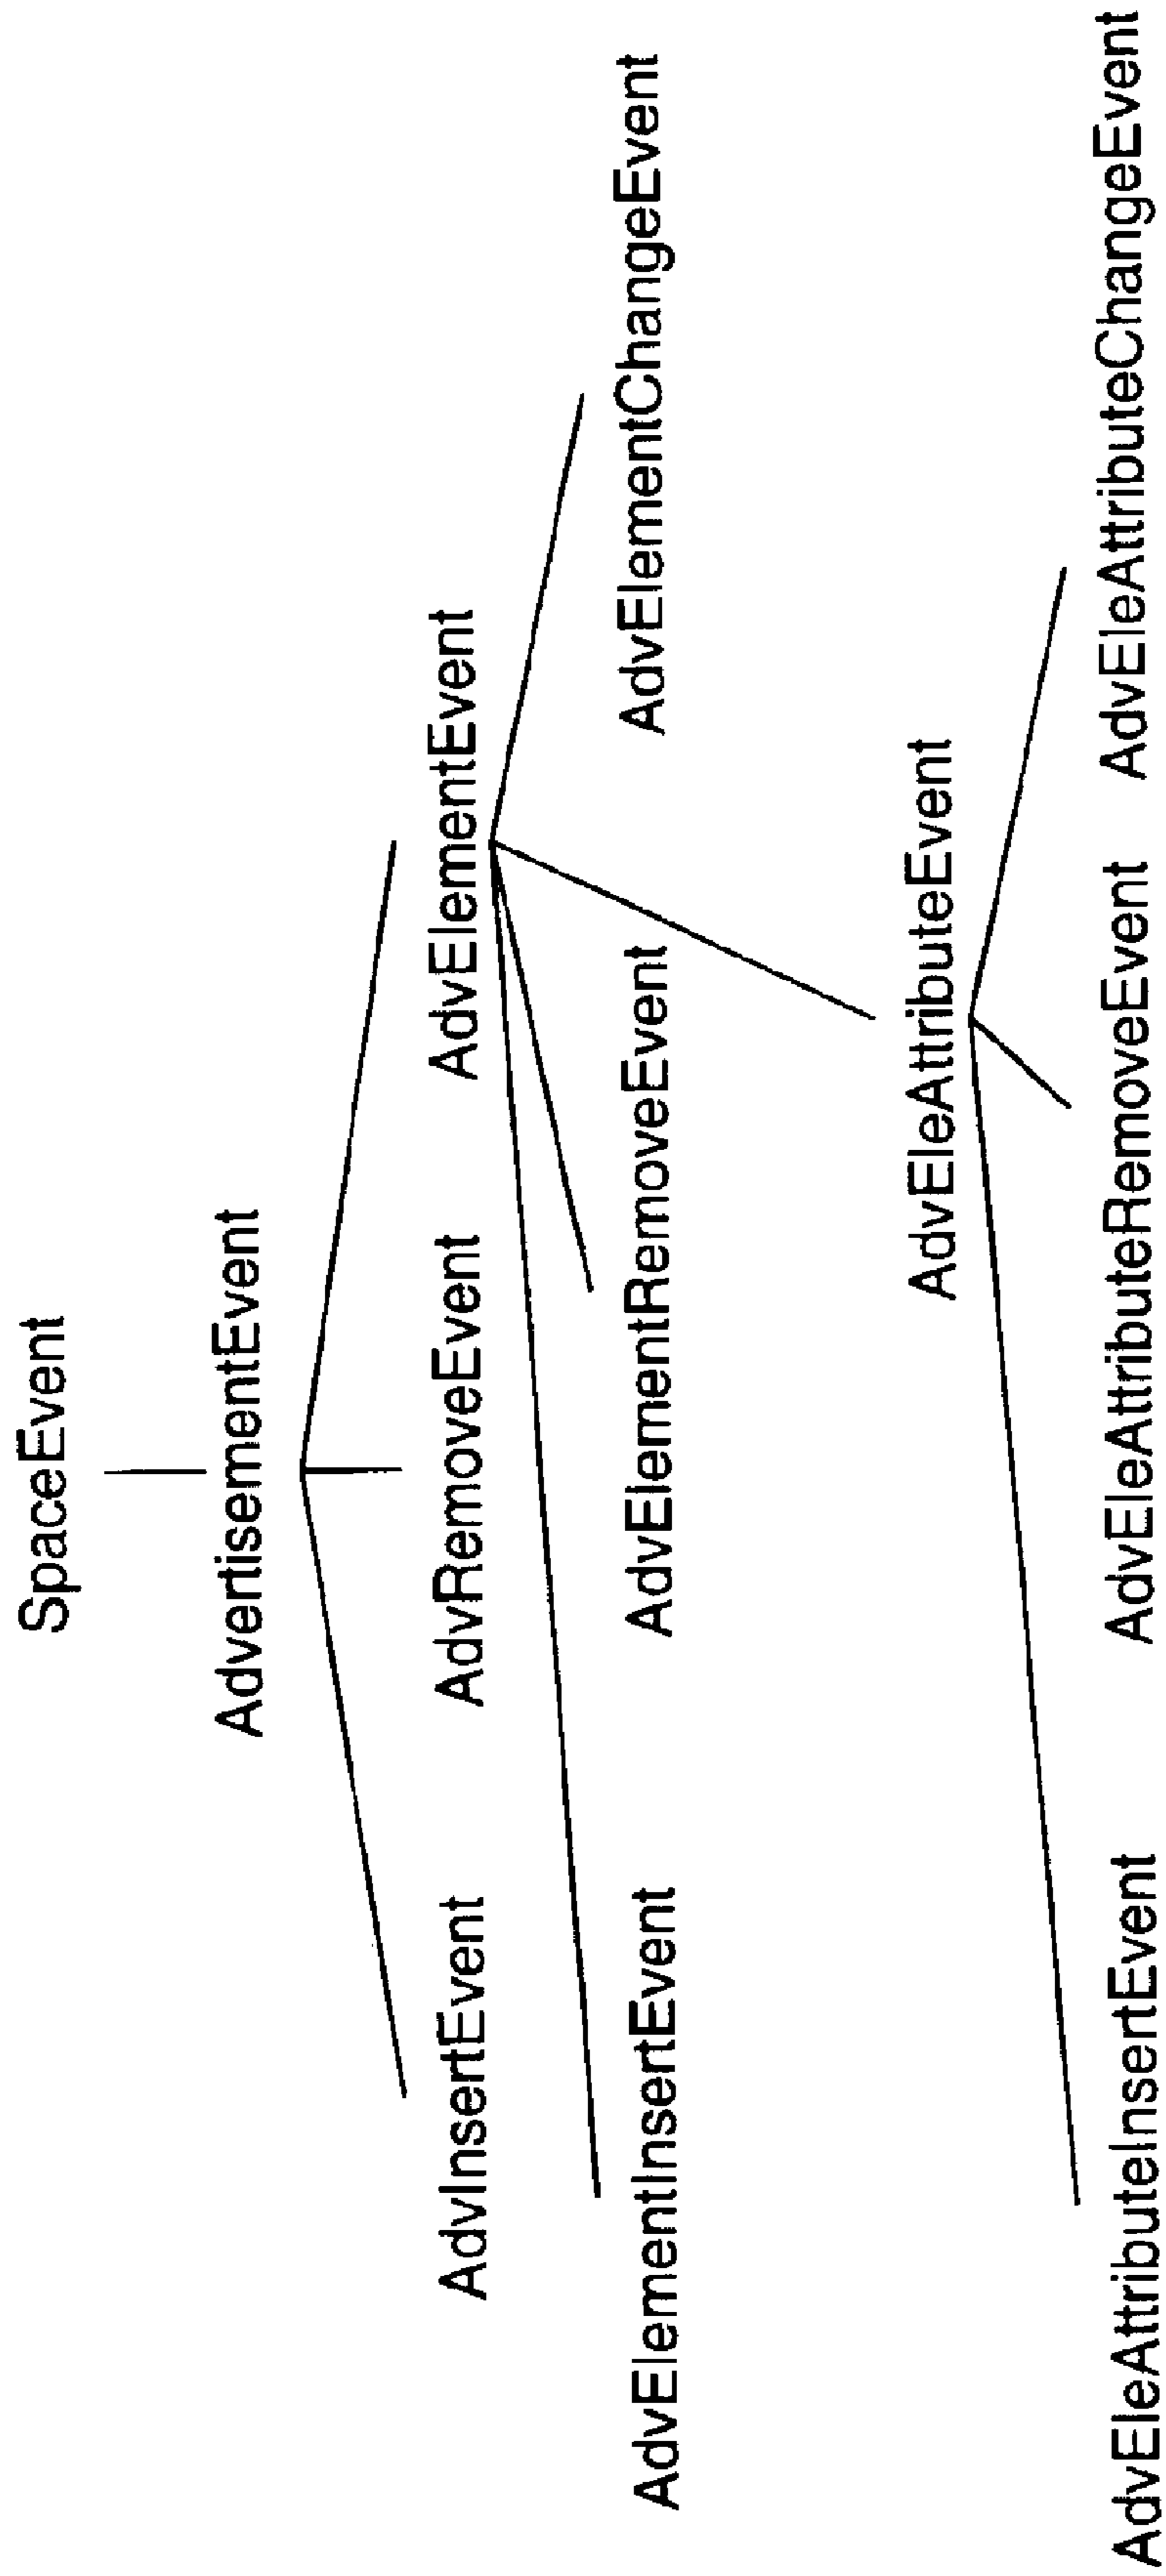 SpaceEvent
AdvertisementEvent
AdvInsertEvent AdvRemoveEvent AdvElementEvent
AdvElementInsertEvent AdvElementRemoveEvent AdvElementChangeEvent
AdvEleAttributeEvent
AdvEleAttributeInsertEvent AdvEleAttributeRemoveEvent AdvEleAttributeChangeEvent